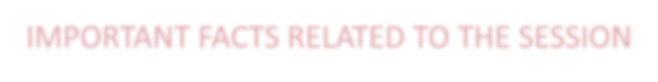 IMPORTANT FACTS RELATED TO THE SESSION